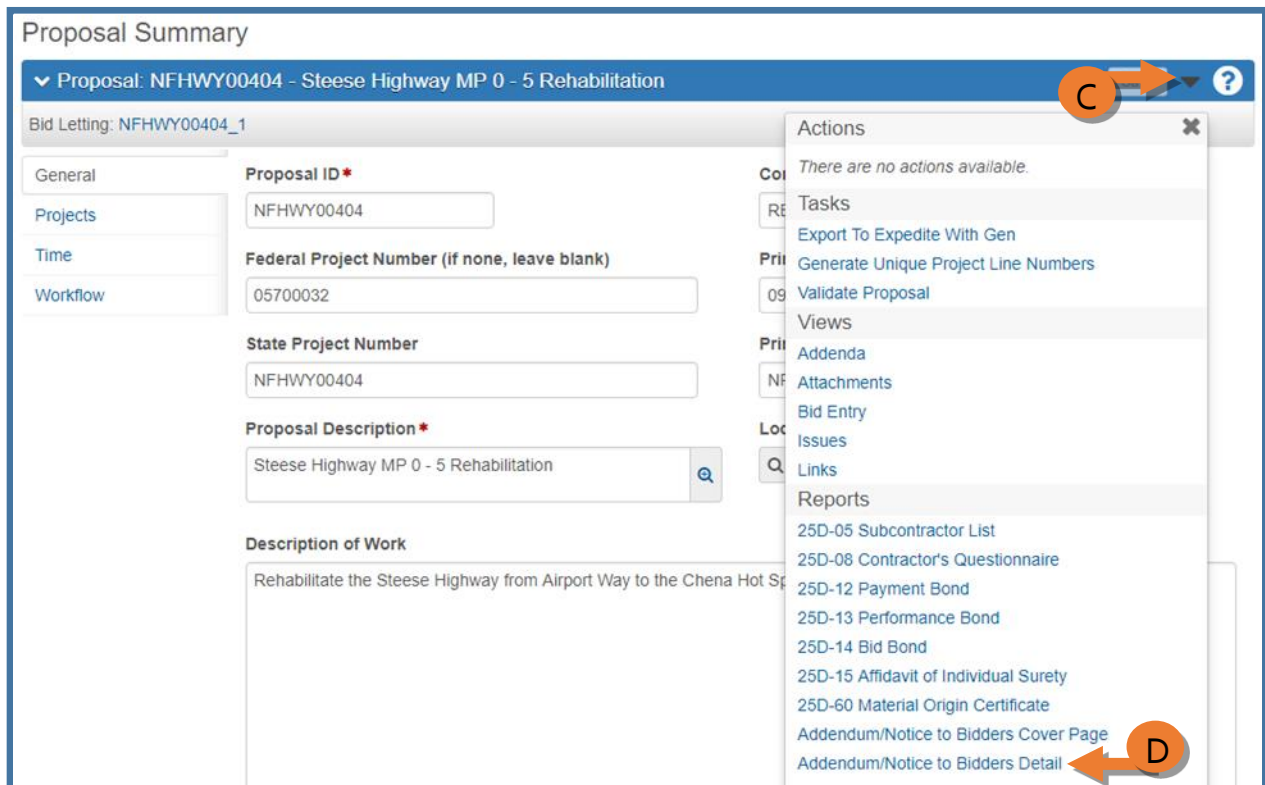 Proposal Summary
Proposal: NFHWY00404 - Steese Highway MP 0 - 5 Rehabilitation
C
?
Bid Letting: NFHWY00404_1
General
Projects
Time
Workflow
Proposal ID*
NFHWY00404
Federal Project Number (if none, leave blank)
05700032
State Project Number
NFHWY00404
Proposal Description*
Steese Highway MP 0 - 5 Rehabilitation
Description of Work
Rehabilitate the Steese Highway from Airport Way to the Chena Hot Sp
Actions
There are no actions available.
Tasks
Export To Expedite With Gen
Generate Unique Project Line Numbers
Validate Proposal
Views
Addenda
Attachments
Bid Entry
Issues
Links
Reports
25D-05 Subcontractor List
25D-08 Contractor's Questionnaire
25D-12 Payment Bond
25D-13 Performance Bond
25D-14 Bid Bond
25D-15 Affidavit of Individual Surety
25D-60 Material Origin Certificate
Addendum/Notice to Bidders Cover Page
Addendum/Notice to Bidders Detail
D